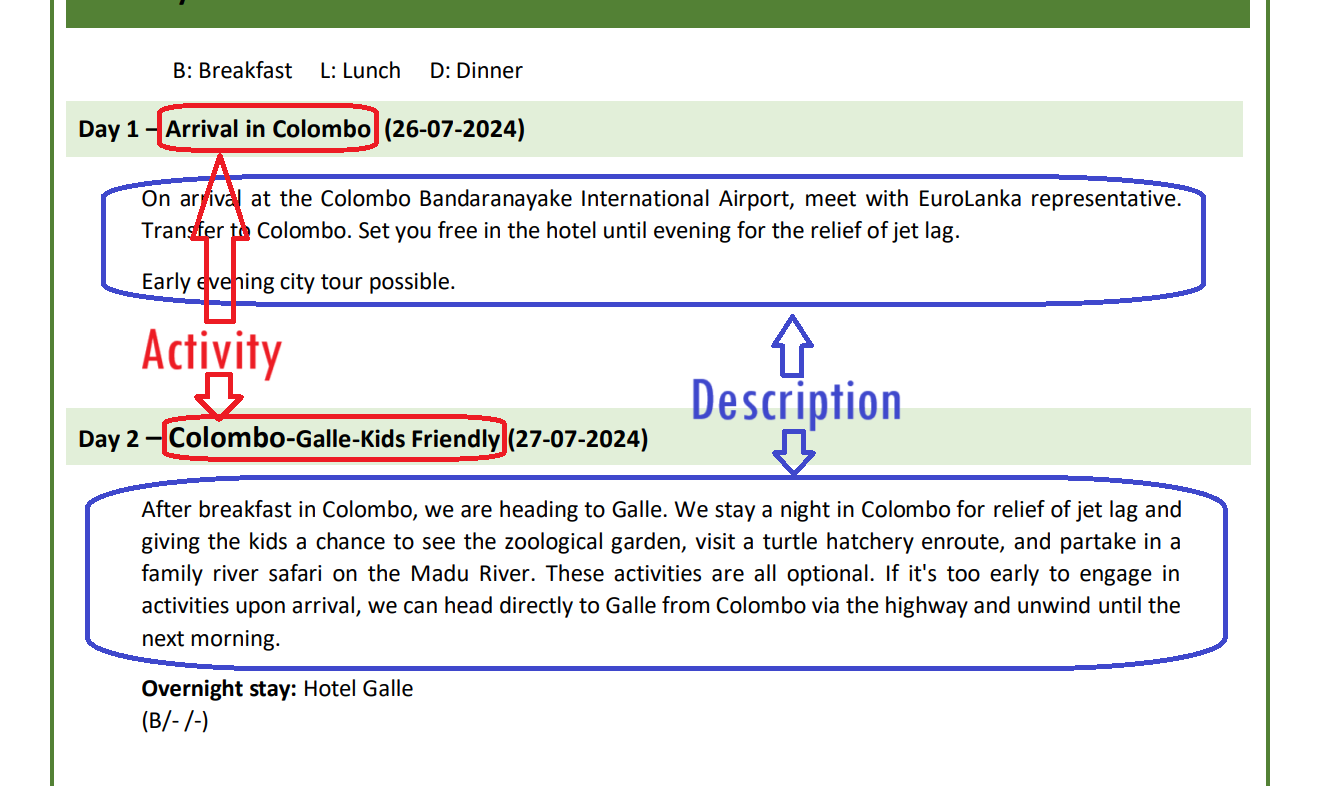 B: Breakfast L: Lunch D: Dinner
Day 1 – Arrival in Colombo (26-07-2024)
On arrival at the Colombo Bandaranayake International Airport, meet with EuroLanka representative.
Transfer to Colombo. Set you free in the hotel until evening for the relief of jet lag.
Early evening city tour possible.
Activity
Description
Day 2 – Colombo-Galle-Kids Friendly (27-07-2024)
After breakfast in Colombo, we are heading to Galle. We stay a night in Colombo for relief of jet lag and
giving the kids a chance to see the zoological garden, visit a turtle hatchery enroute, and partake in a
family river safari on the Madu River. These activities are all optional. If it's too early to engage in
activities upon arrival, we can head directly to Galle from Colombo via the highway and unwind until the
next morning.
Overnight stay: Hotel Galle
(B/- /-)